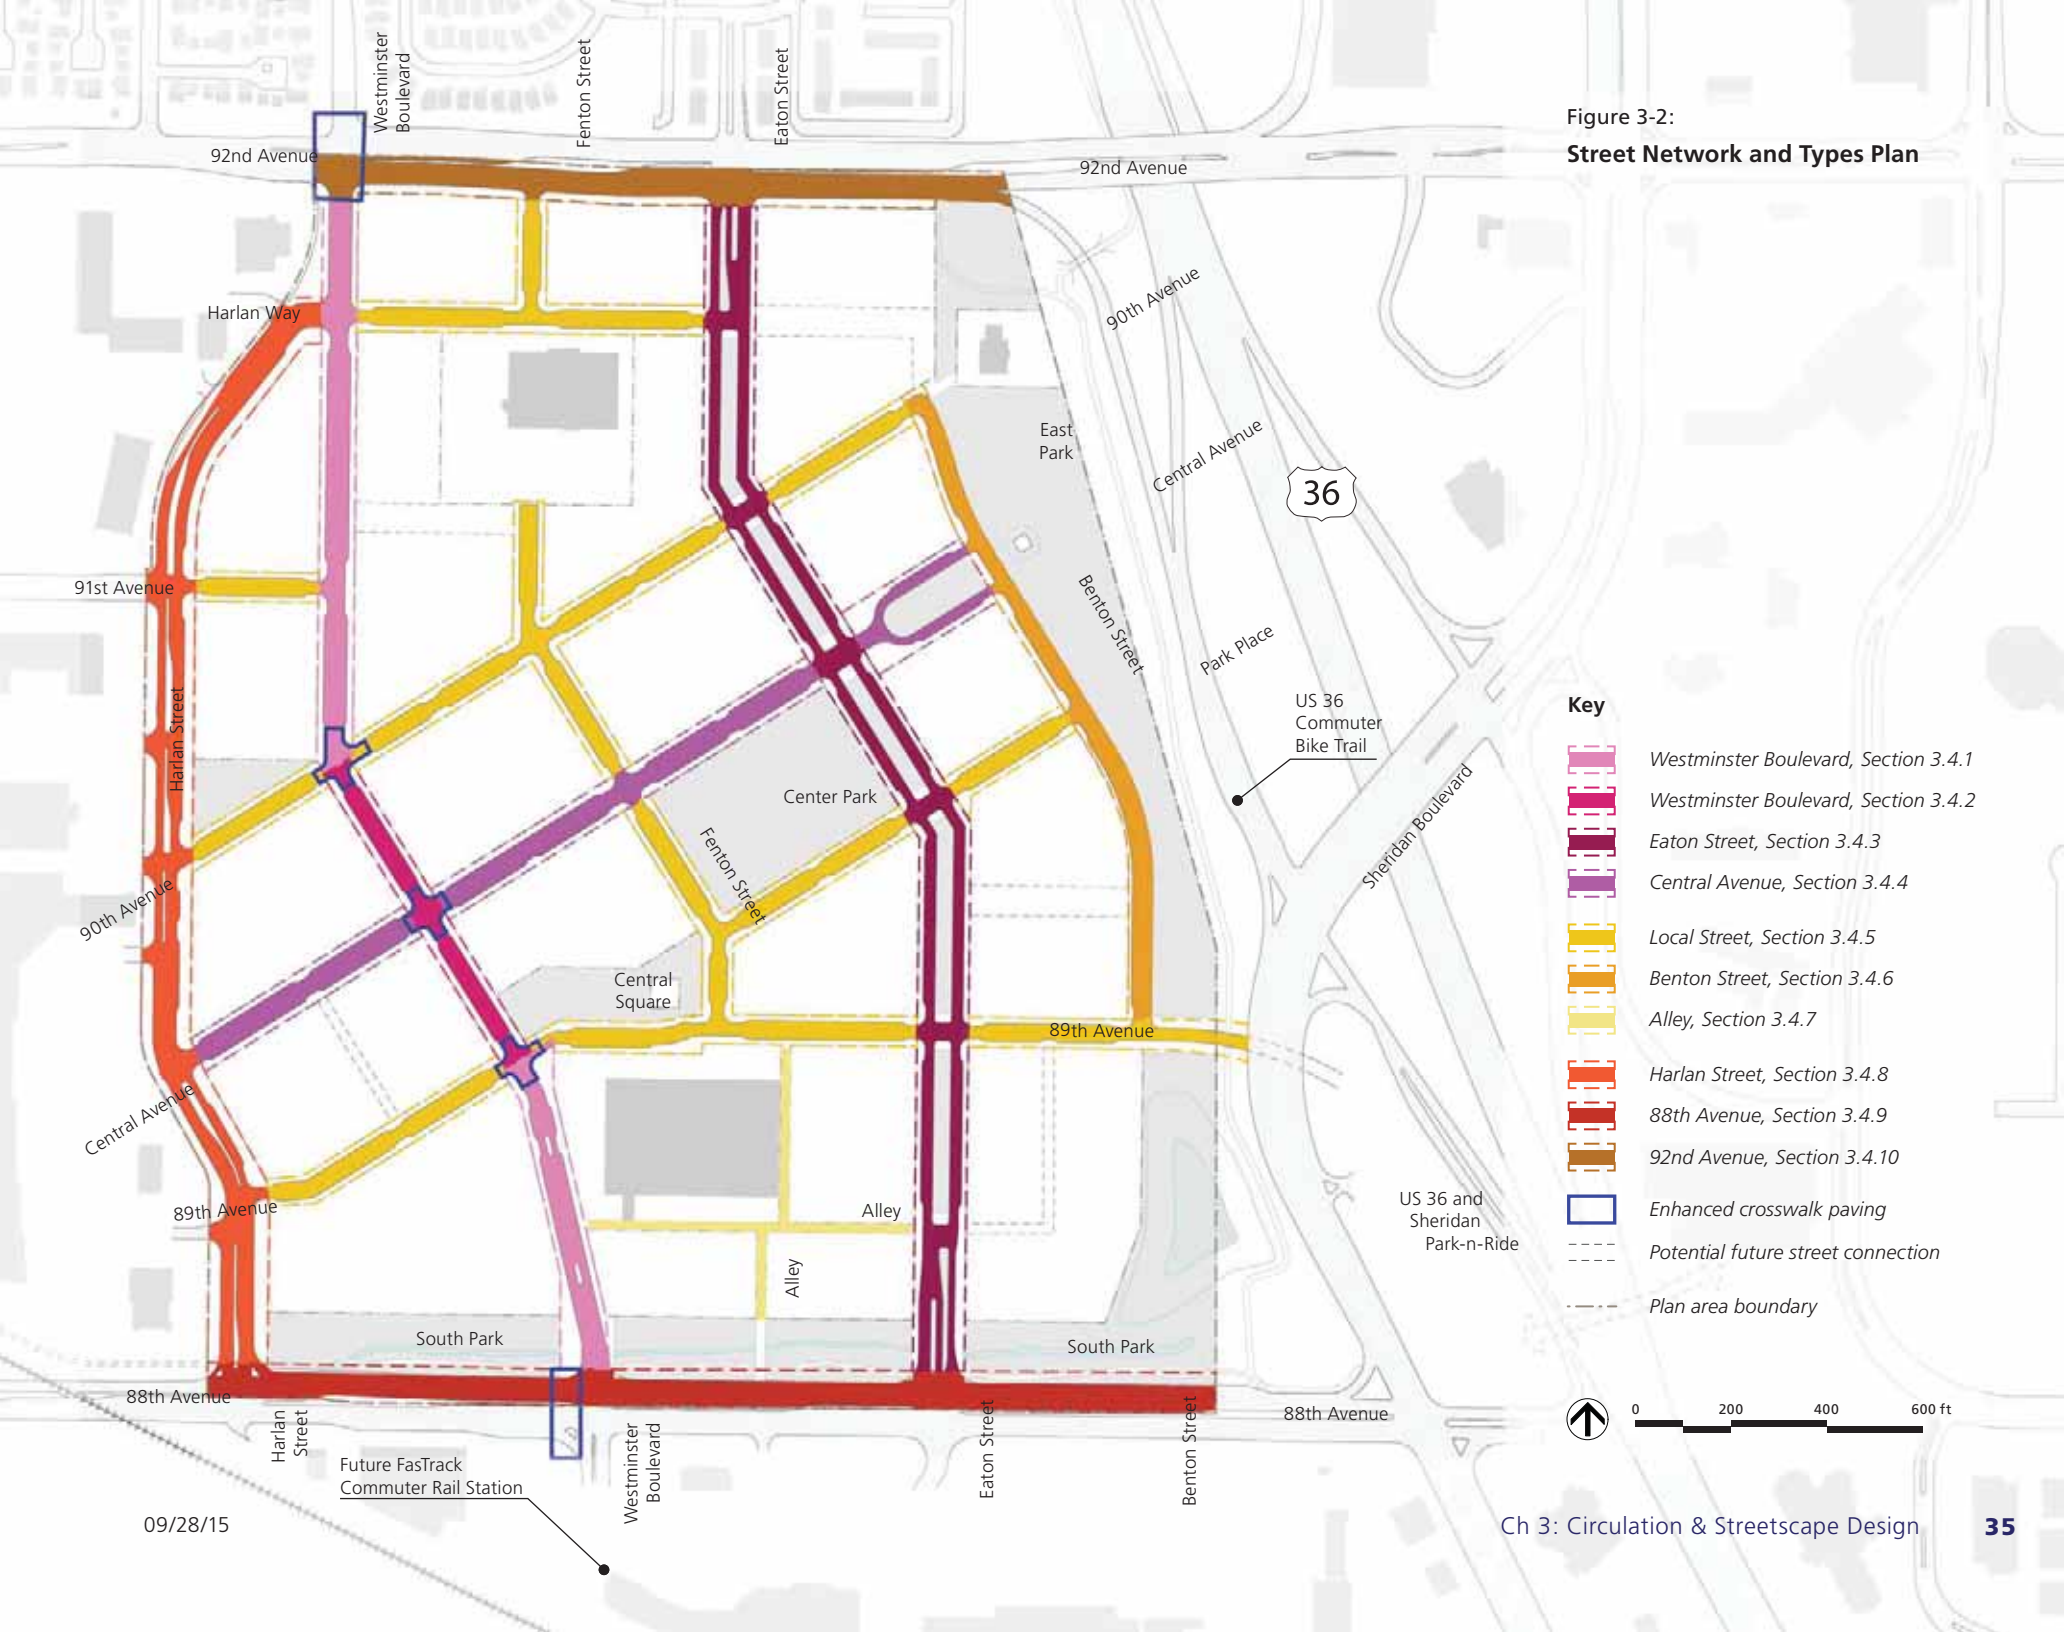 Figure 3-2:
Street Network and Types Plan
Westminster
Boulevard
Fenton Street
Eaton Street
92nd Avenue
92nd Avenue
Harlan Way
90th Avenue
East
Park
Central Avenue
36
91st Avenue
Benton Street
Park Place
Harlan Street
US 36
Commuter
Bike Trail
Center Park
Sheridan Boulevard
Fenton Street
90th Avenue
Central
Square
89th Avenue
Central Avenue
89th Avenue
Alley
Alley
US 36 and
Sheridan
Park-n-Ride
South Park
South Park
88th Avenue
88th Avenue
Harlan
Street
Westminster
Boulevard
Eaton Street
Benton Street
Future FasTrack
Commuter Rail Station
Key
Westminster Boulevard, Section 3.4.1
Westminster Boulevard, Section 3.4.2
Eaton Street, Section 3.4.3
Central Avenue, Section 3.4.4
Local Street, Section 3.4.5
Benton Street, Section 3.4.6
Alley, Section 3.4.7
Harlan Street, Section 3.4.8
88th Avenue, Section 3.4.9
92nd Avenue, Section 3.4.10
Enhanced crosswalk paving
Potential future street connection
Plan area boundary
0 200 400 600 ft
09/28/15
Ch 3: Circulation & Streetscape Design 35